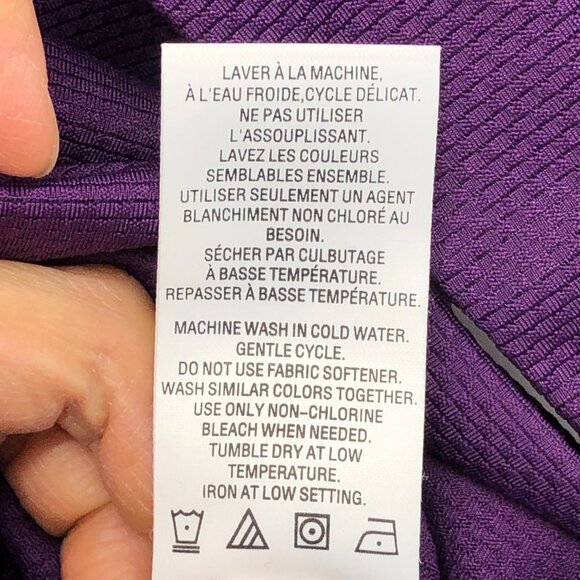 LAVER À LA MACHINE,
À L'EAU FROIDE,CYCLE DÉLICAT.
NE PAS UTILISER
L'ASSOUPLISSANT.
LAVEZ LES COULEURS
SEMBLABLES ENSEMBLE.
UTILISER SEULEMENT UN AGENT
BLANCHIMENT NON CHLORÉ AU
BESOIN.
SÉCHER PAR CULBUTAGE
À BASSE TEMPÉRATURE.
REPASSER À BASSE TEMPÉRATURE.
MACHINE WASH IN COLD WATER.
GENTLE CYCLE.
DO NOT USE FABRIC SOFTENER.
WASH SIMILAR COLORS TOGETHER.
USE ONLY NON-CHLORINE
BLEACH WHEN NEEDED.
TUMBLE DRY AT LOW
TEMPERATURE.
IRON AT LOW SETTING.